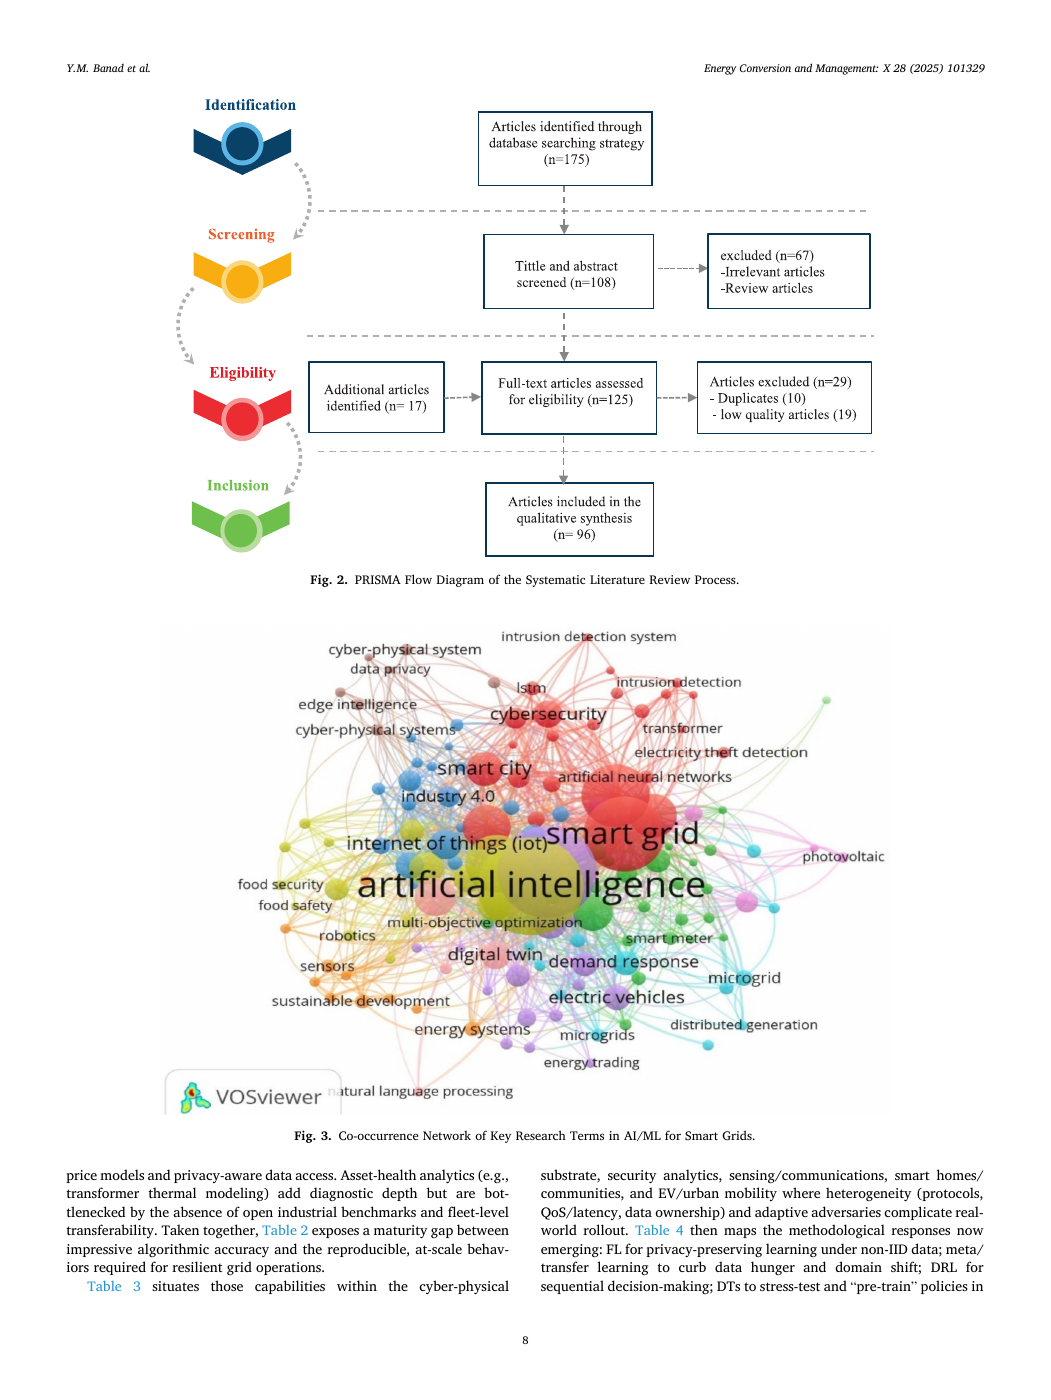 Y.M. Banad et al.
Energy Conversion and Management: X 28 (2025) 101329
Identification
Articles identified through
database searching strategy
(n=175)
Screening
Tittle and abstract
screened (n=108)
excluded (n=67)
-Irrelevant articles
-Review articles
Eligibility
Additional articles
identified (n= 17)
Full-text articles assessed
for eligibility (n=125)
Articles excluded (n=29)
- Duplicates (10)
- low quality articles (19)
Inclusion
Articles included in the
qualitative synthesis
(n= 96)
Fig. 2. PRISMA Flow Diagram of the Systematic Literature Review Process.
intrusion detection system
cyber-physical system
data privacy
lstm
intrusion detection
edge intelligence
cybersecurity
cyber-physical systems
transformer
electricity theft detection
smart city
artificial neural networks
industry 4.0
smart grid
internet of things (iot)
photovoltaic
food security
artificial intelligence
food safety
multi-objective optimization
robotics
smart meter
digital twin
demand response
sensors
microgrid
sustainable development
electric vehicles
energy systems
microgrids
distributed generation
energy trading
natural language processing
VOSviewer
Fig. 3. Co-occurrence Network of Key Research Terms in AI/ML for Smart Grids.
price models and privacy-aware data access. Asset-health analytics (e.g.,
transformer thermal modeling) add diagnostic depth but are bot-
tlenecked by the absence of open industrial benchmarks and fleet-level
transferability. Taken together, Table 2 exposes a maturity gap between
impressive algorithmic accuracy and the reproducible, at-scale behav-
iors required for resilient grid operations.
Table 3 situates those capabilities within the cyber-physical
substrate, security analytics, sensing/communications, smart homes/
communities, and EV/urban mobility where heterogeneity (protocols,
QoS/latency, data ownership) and adaptive adversaries complicate real-
world rollout. Table 4 then maps the methodological responses now
emerging: FL for privacy-preserving learning under non-IID data; meta/
transfer learning to curb data hunger and domain shift; DRL for
sequential decision-making; DTs to stress-test and “pre-train” policies in
8